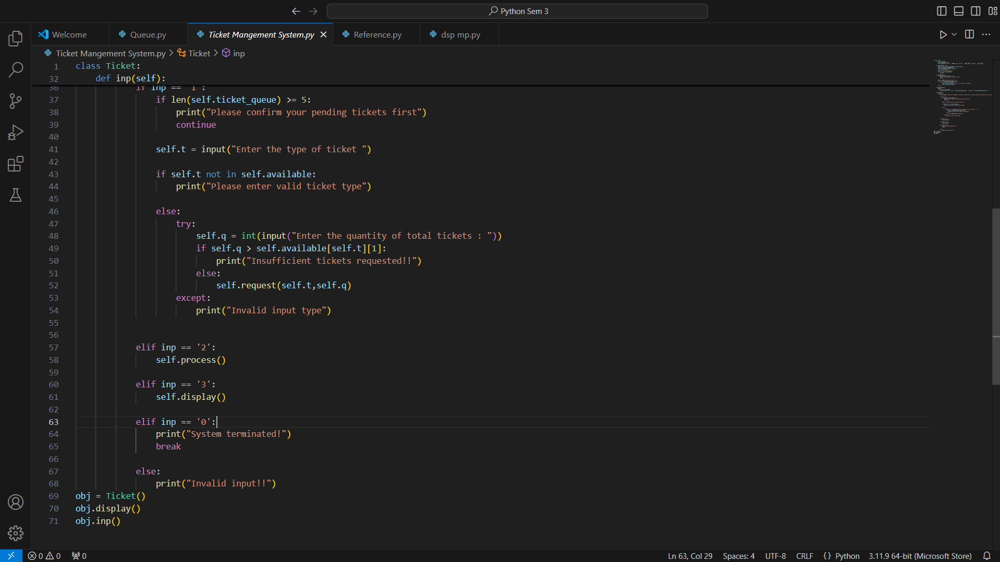 Python Sem 3
Welcome
Queue.py
Ticket Mangement System.py
Reference.py
dsp mp.py
Ticket Mangement System.py > Ticket > inp
1 class Ticket:
32 def inp(self):
36 if inp == '1':
37 if len(self.ticket_queue) >= 5:
38 print("Please confirm your pending tickets first")
39 continue
40
41 self.t = input("Enter the type of ticket ")
42
43 if self.t not in self.available:
44 print("Please enter valid ticket type")
45
46 else:
47 try:
48 self.q = int(input("Enter the quantity of total tickets : "))
49 if self.q > self.available[self.t][1]:
50 print("Insufficient tickets requested!!")
51 else:
52 self.request(self.t,self.q)
53 except:
54 print("Invalid input type")
55
56
57 elif inp == '2':
58 self.process()
59
60 elif inp == '3':
61 self.display()
62
63 elif inp == '0':
64 print("System terminated!")
65 break
66
67 else:
68 print("Invalid input!!")
69 obj = Ticket()
70 obj.display()
71 obj.inp()
0 0 0
Ln 63, Col 29 Spaces: 4 UTF-8 CRLF {} Python 3.11.9 64-bit (Microsoft Store)